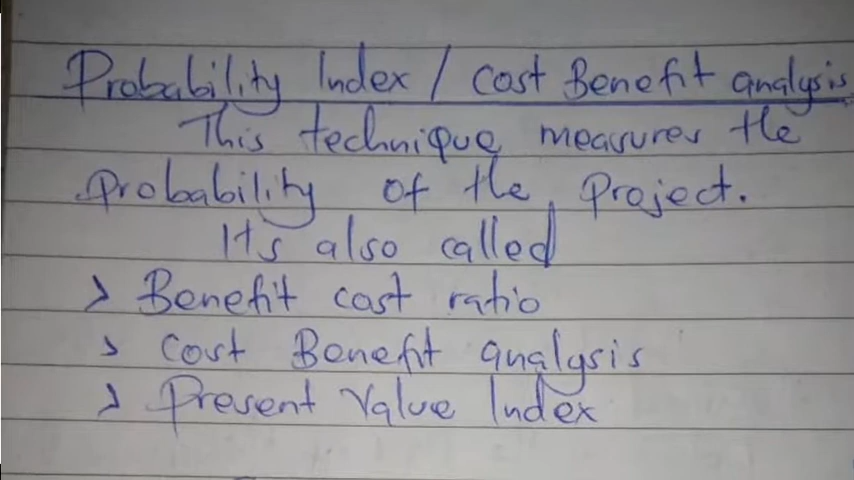 Probability Index / Cost Benefit analysis
This technique measures the
Probability of the Project.
It's also called
> Benefit cost ratio
> Cost Benefit analysis
> Present Value Index